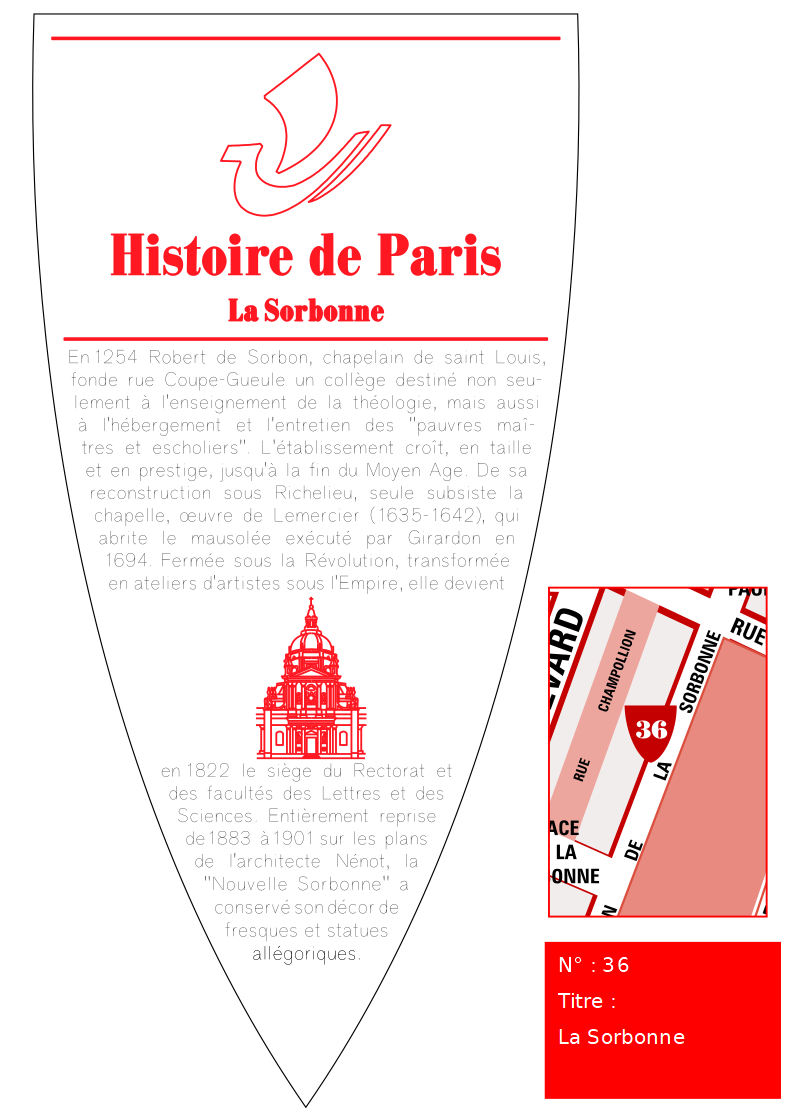 Histoire de Paris
La Sorbonne
En 1254 Robert de Sorbon, chapelain de saint Louis,
fonde rue Coupe-Gueule un collège destiné non seu-
lement à l'enseignement de la théologie, mais aussi
à l'hébergement et l'entretien des "pauvres maî-
tres et escholiers". L'établissement croît, en taille
et en prestige, jusqu'à la fin du Moyen Age. De sa
reconstruction sous Richelieu, seule subsiste la
chapelle, œuvre de Lemercier (1635-1642), qui
abrite le mausolée exécuté par Girardon en
1694. Fermée sous la Révolution, transformée
en ateliers d'artistes sous l'Empire, elle devient
en 1822 le siège du Rectorat et
des facultés des Lettres et des
Sciences. Entièrement reprise
de 1883 à 1901 sur les plans
de l'architecte Nénot, la
"Nouvelle Sorbonne" a
conservé son décor de
fresques et statues
allégoriques.
PAUL
RUE
VARD
RUE CHAMPOLLION
36
DE LA SORBONNE
ACE
LA
ONNE
N
N° : 36
Titre :
La Sorbonne